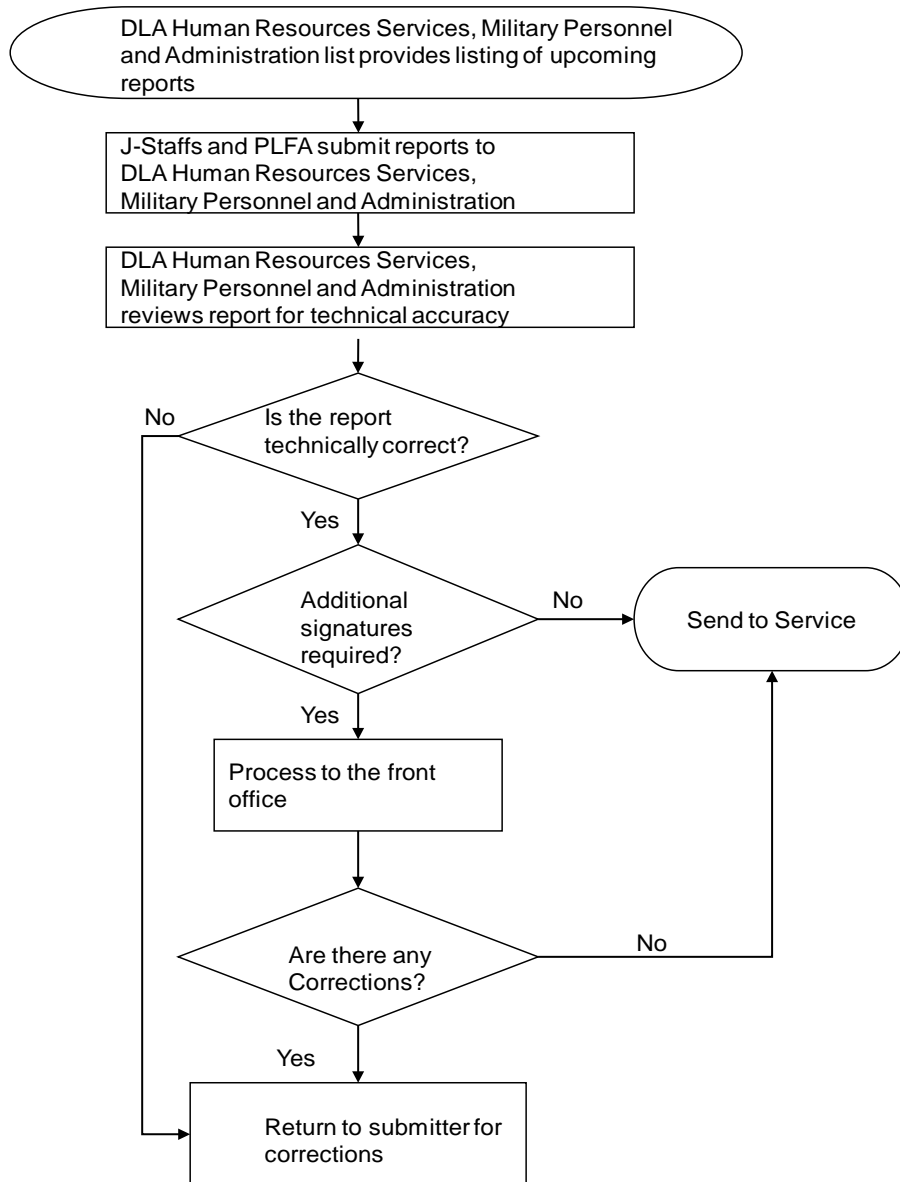 DLA Human Resources Services, Military Personnel
and Administration list provides listing of upcoming
reports
J-Staffs and PLFA submit reports to
DLA Human Resources Services,
Military Personnel and Administration
DLA Human Resources Services,
Military Personnel and Administration
reviews report for technical accuracy
No
Is the report
technically correct?
Yes
Additional
signatures
required?
No
Send to Service
Yes
Process to the front
office
Are there any
Corrections?
No
Yes
Return to submitter for
corrections